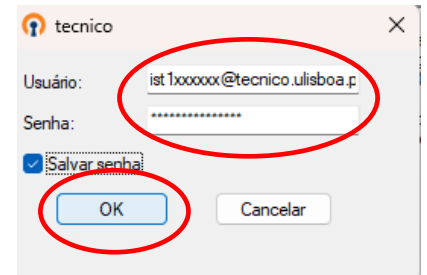 tecnico
Usuário: ist1xxxxxx@tecnico.ulisboa.p
Senha: ***************
Salvar senha
OK Cancelar